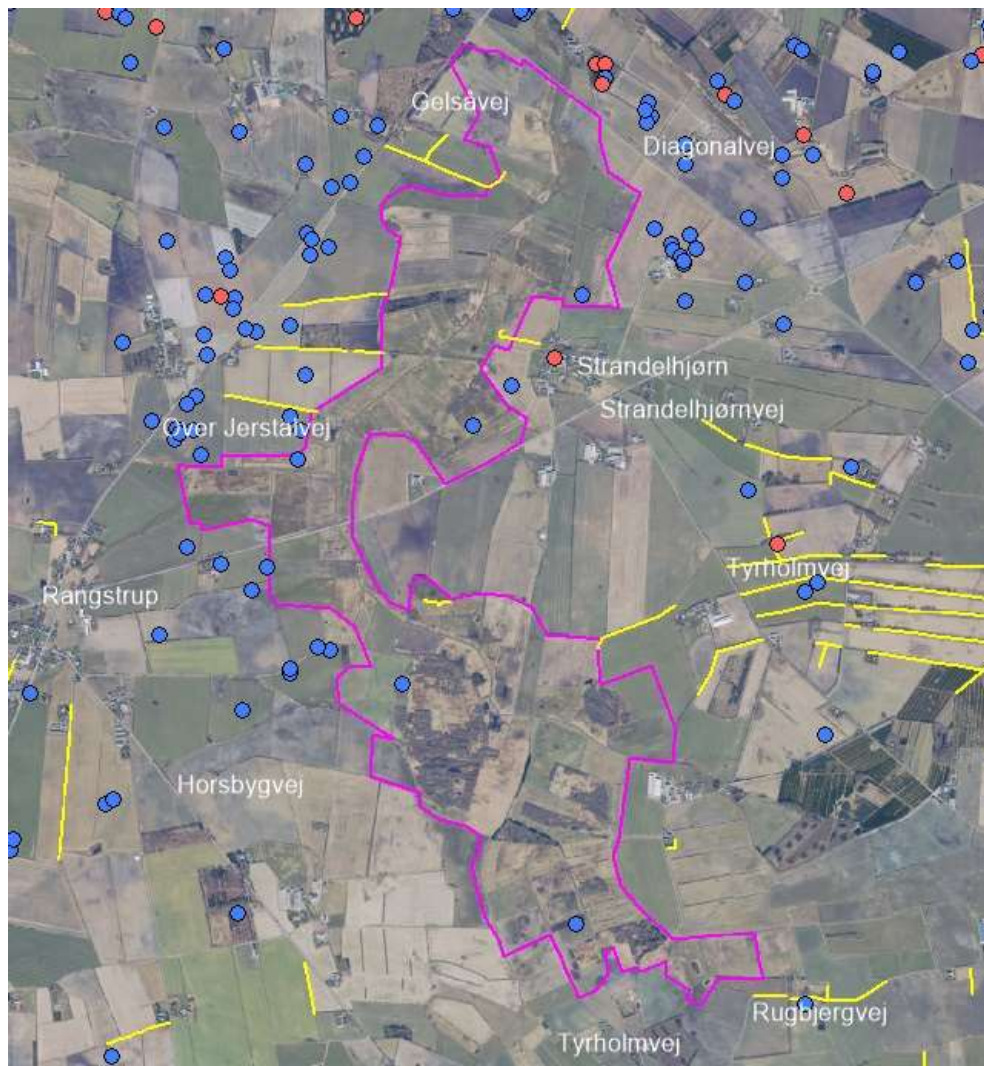 Gelsåvej
Diagonalvej
Strandelhjørn
Strandelhjørnvej
Over Jerstalvej
Tyrholmvej
Rangstrup
Horsbygvej
Rugbjergvej
Tyrholmvej